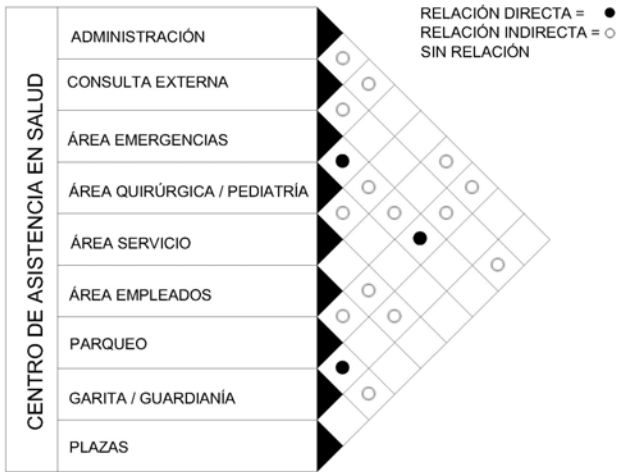 RELACIÓN DIRECTA =
RELACIÓN INDIRECTA =
SIN RELACIÓN
CENTRO DE ASISTENCIA EN SALUD
ADMINISTRACIÓN
CONSULTA EXTERNA
ÁREA EMERGENCIAS
ÁREA QUIRÚRGICA / PEDIATRÍA
ÁREA SERVICIO
ÁREA EMPLEADOS
PARQUEO
GARITA / GUARDIANÍA
PLAZAS